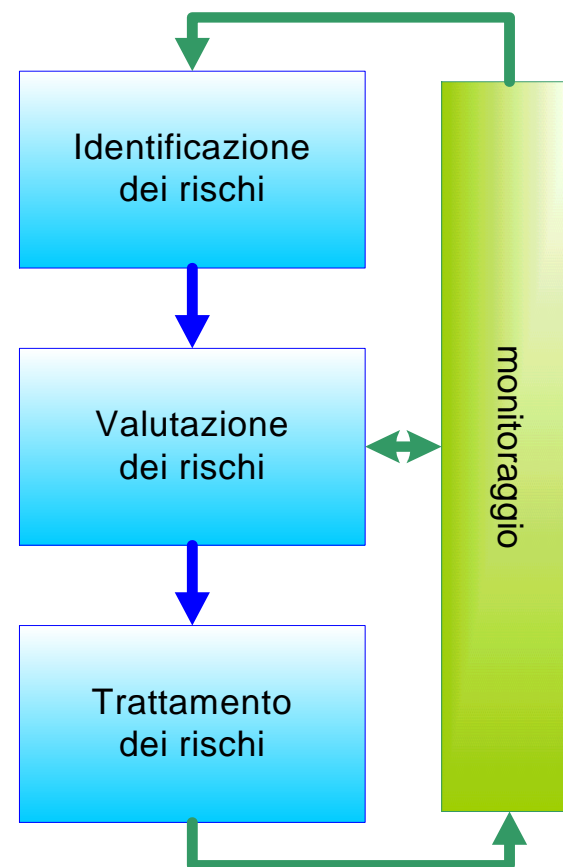 Identificazione
dei rischi
Valutazione
dei rischi
monitoraggio
Trattamento
dei rischi